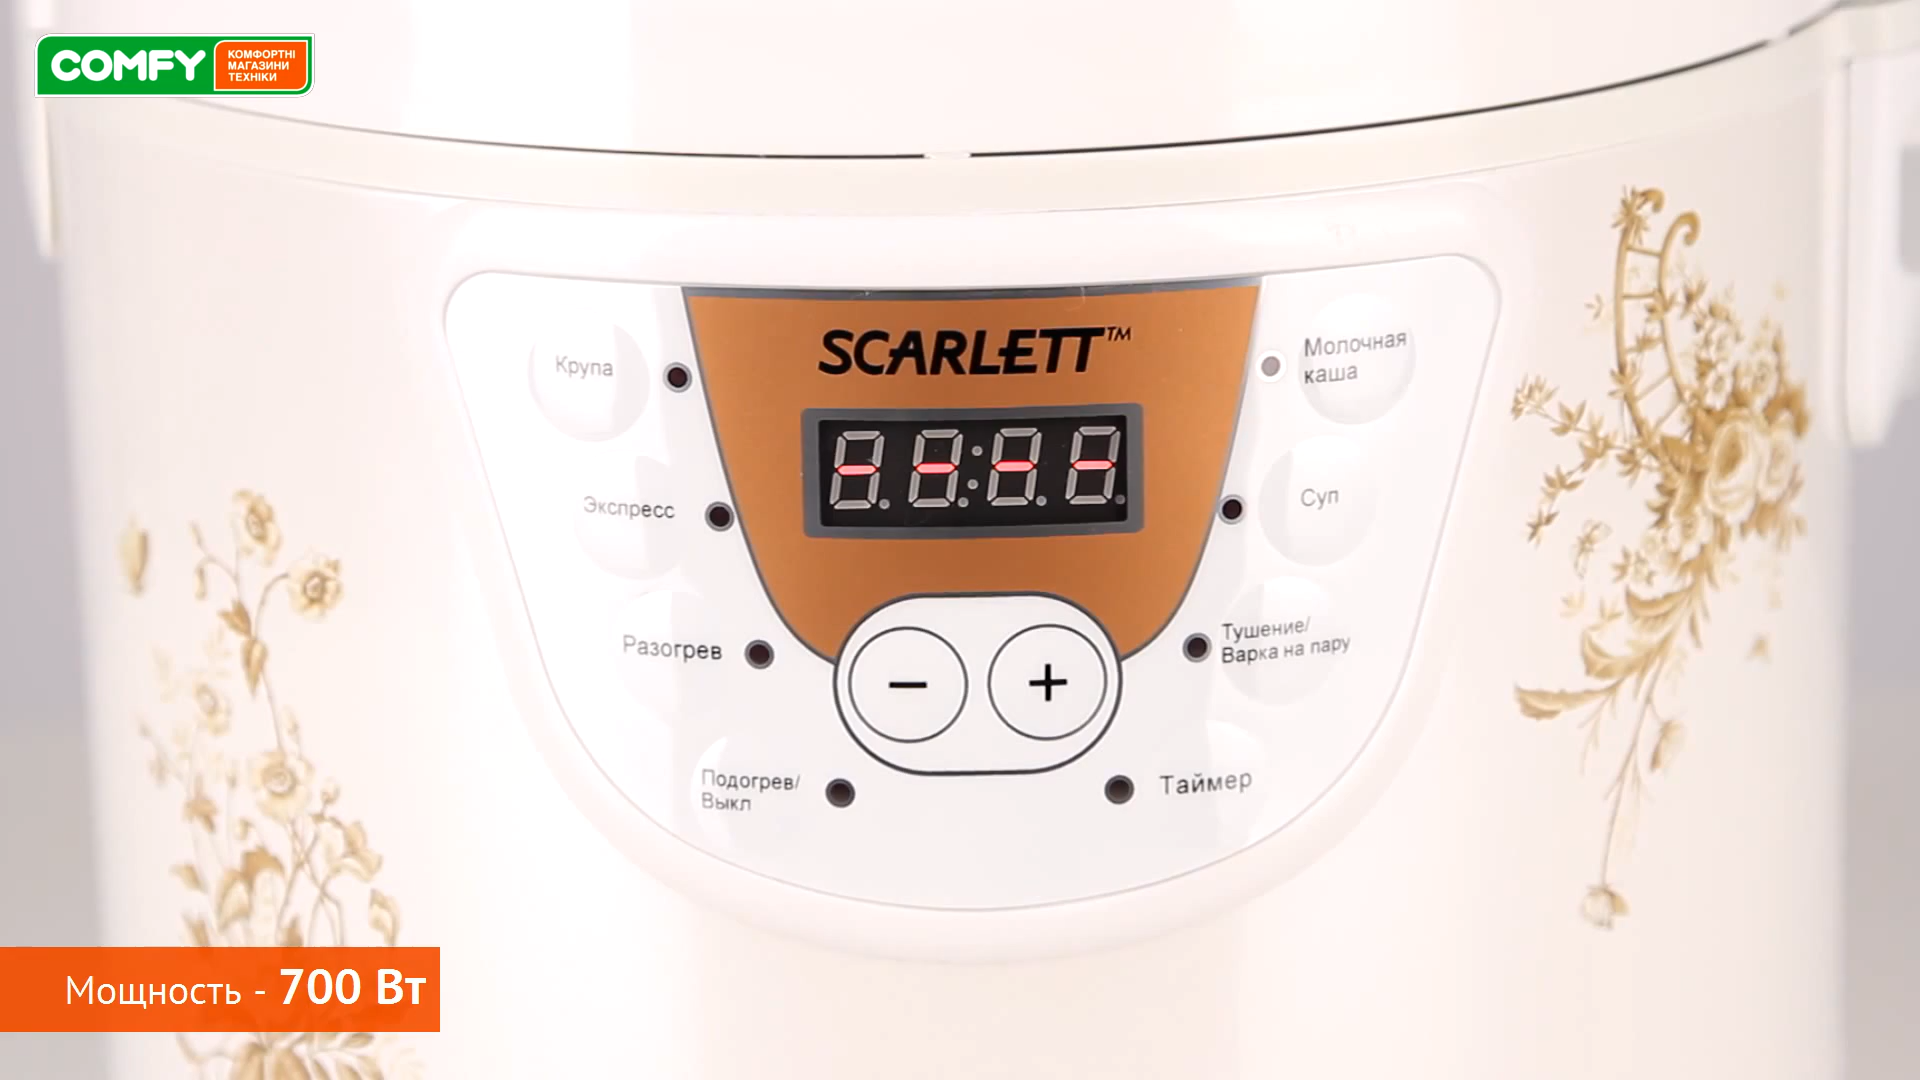 COMFY
КОМФОРТНІ
МАГАЗИНИ
ТЕХНІКИ
SCARLETT™
Крупа
Молочная
каша
Экспресс
Суп
Разогрев
Тушение/
Варка на пару
− +
Подогрев/
Выкл
Таймер
Мощность - 700 Вт